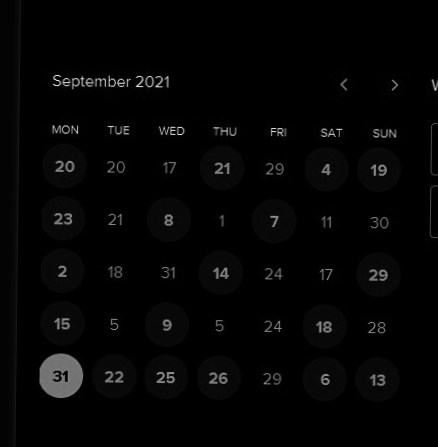 September 2021
W
MON TUE WED THU FRI SAT SUN
20 20 17 21 29 4 19
23 21 8 1 7 11 30
2 18 31 14 24 17 29
15 5 9 5 24 18 28
31 22 25 26 29 6 13